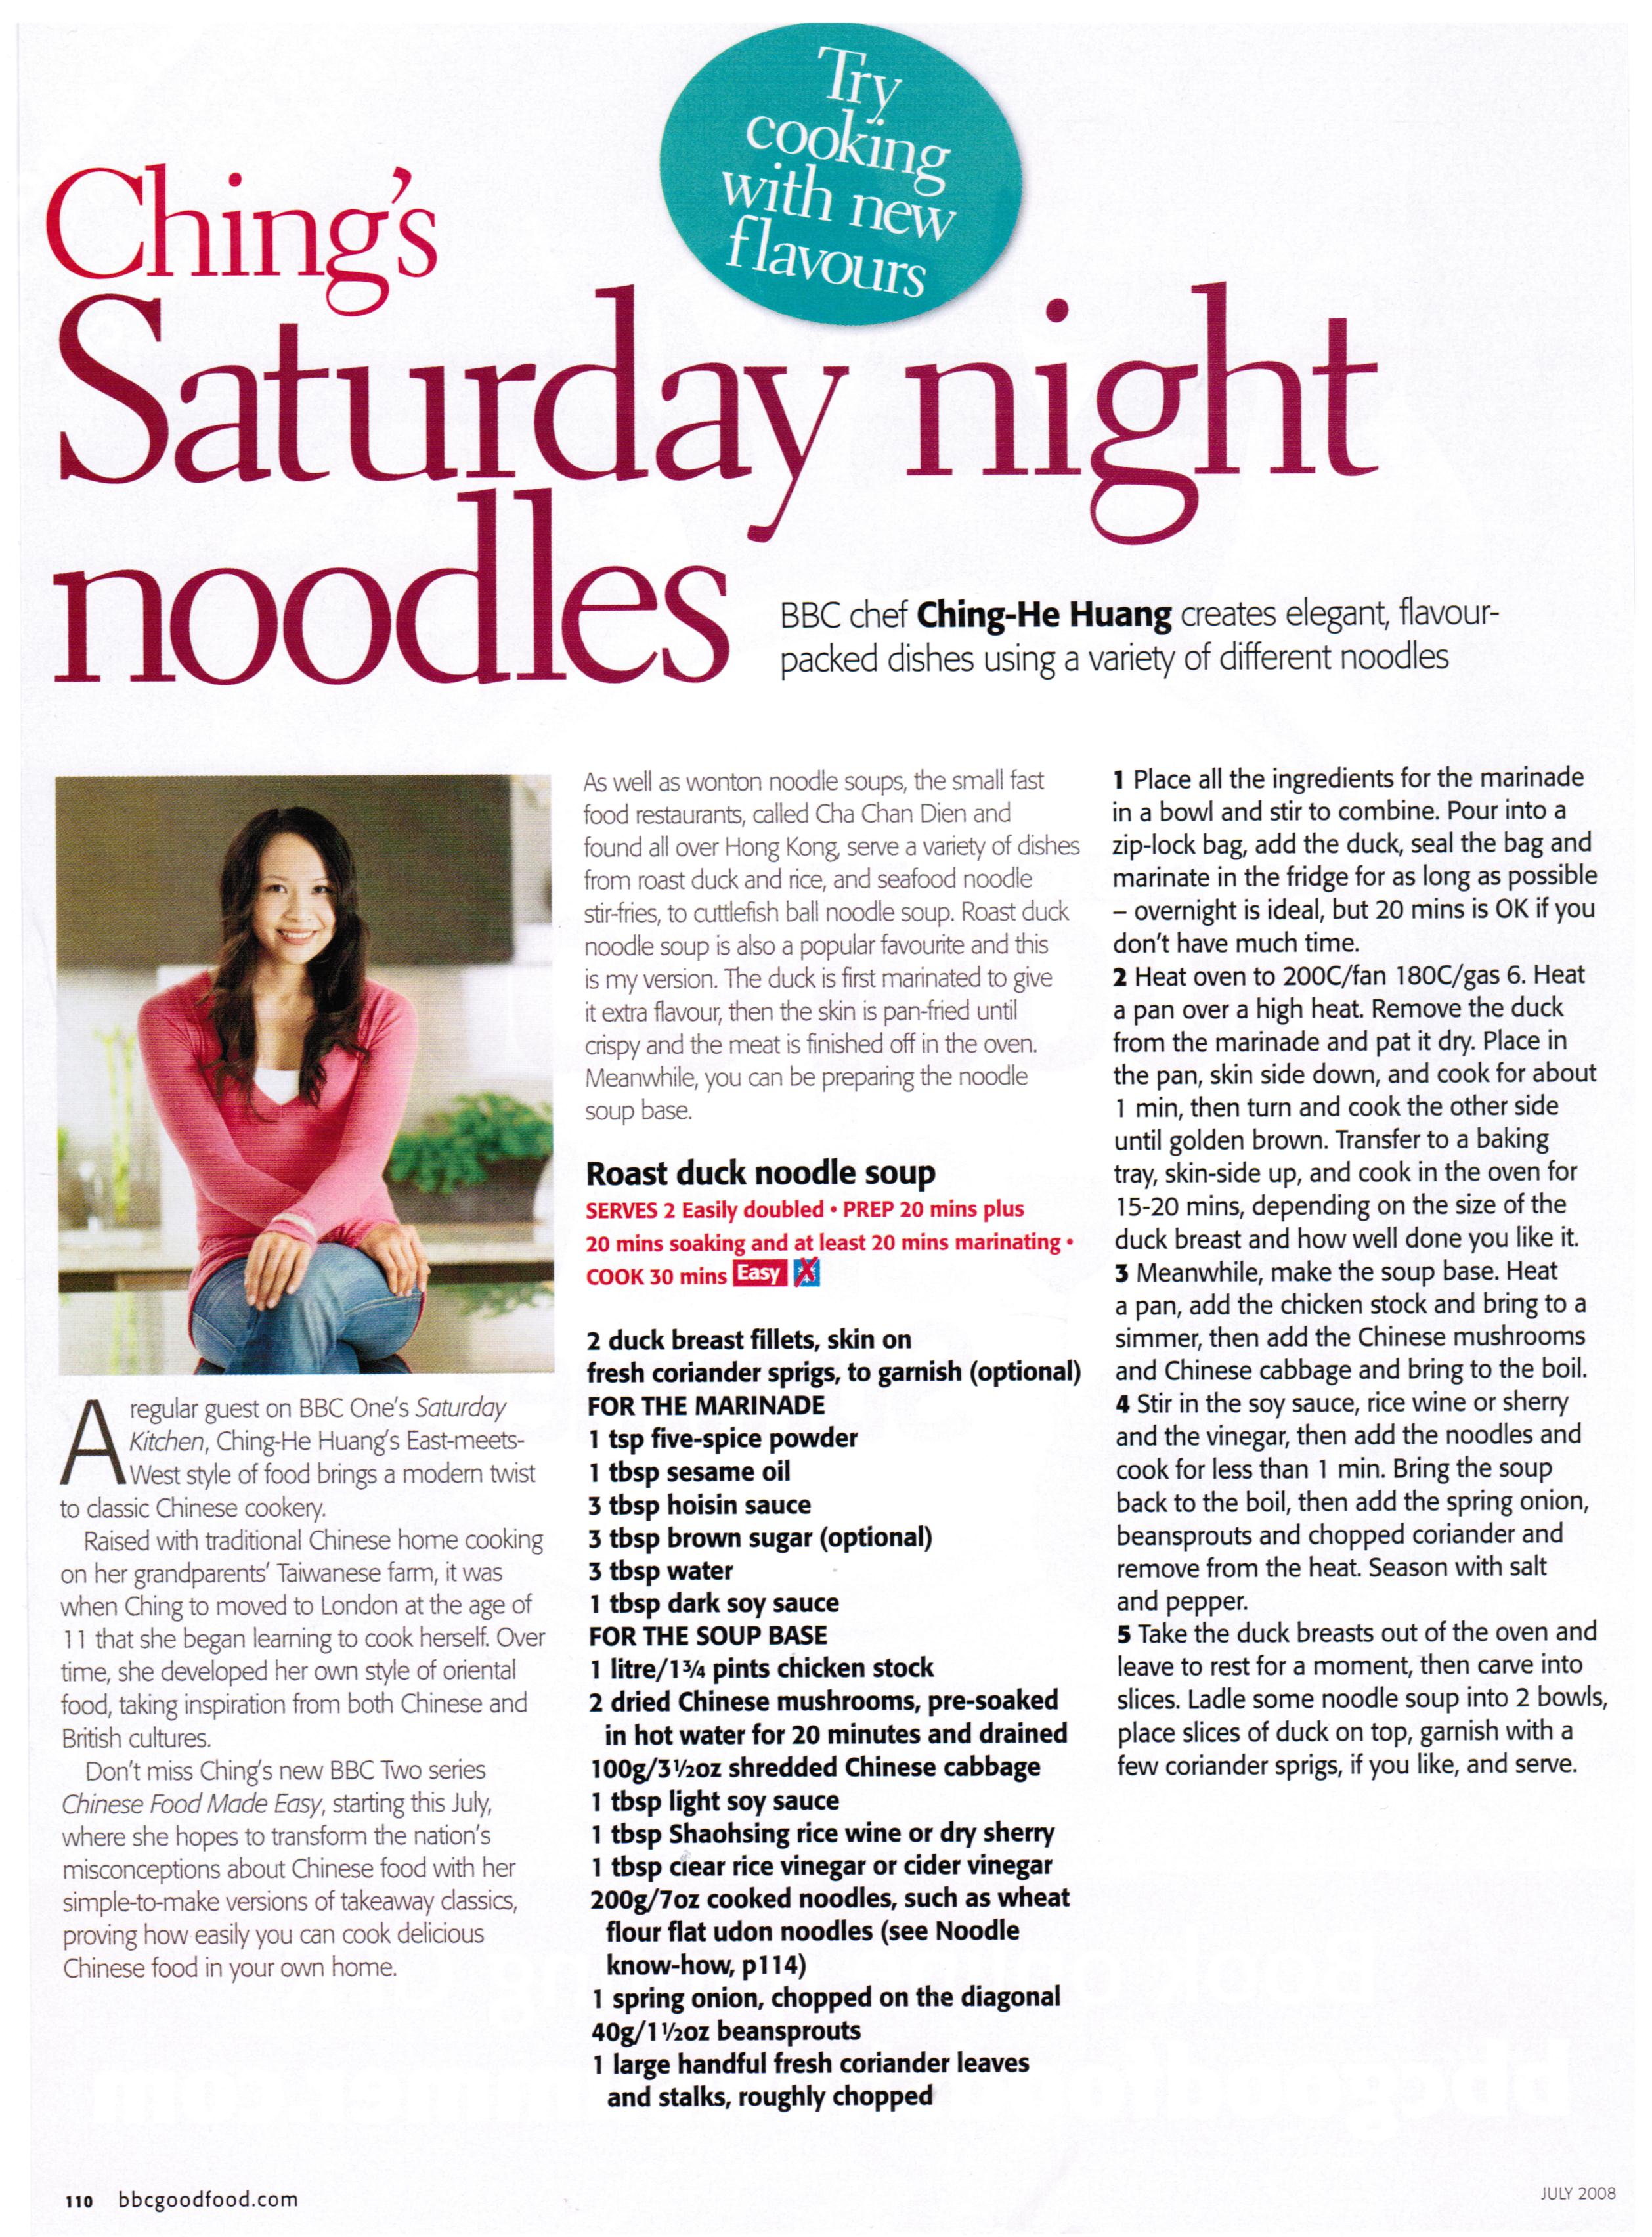 Try
cooking
with new
flavours
Ching's
Saturday night
noodles
BBC chef Ching-He Huang creates elegant, flavour-
packed dishes using a variety of different noodles
A regular guest on BBC One's Saturday
Kitchen, Ching-He Huang's East-meets-
West style of food brings a modern twist
to classic Chinese cookery.
Raised with traditional Chinese home cooking
on her grandparents' Taiwanese farm, it was
when Ching to moved to London at the age of
11 that she began learning to cook herself. Over
time, she developed her own style of oriental
food, taking inspiration from both Chinese and
British cultures.
Don't miss Ching's new BBC Two series
Chinese Food Made Easy, starting this July,
where she hopes to transform the nation's
misconceptions about Chinese food with her
simple-to-make versions of takeaway classics,
proving how easily you can cook delicious
Chinese food in your own home.
As well as wonton noodle soups, the small fast
food restaurants, called Cha Chan Dien and
found all over Hong Kong, serve a variety of dishes
from roast duck and rice, and seafood noodle
stir-fries, to cuttlefish ball noodle soup. Roast duck
noodle soup is also a popular favourite and this
is my version. The duck is first marinated to give
it extra flavour, then the skin is pan-fried until
crispy and the meat is finished off in the oven.
Meanwhile, you can be preparing the noodle
soup base.
Roast duck noodle soup
SERVES 2 Easily doubled • PREP 20 mins plus
20 mins soaking and at least 20 mins marinating •
COOK 30 mins Easy
2 duck breast fillets, skin on
fresh coriander sprigs, to garnish (optional)
FOR THE MARINADE
1 tsp five-spice powder
1 tbsp sesame oil
3 tbsp hoisin sauce
3 tbsp brown sugar (optional)
3 tbsp water
1 tbsp dark soy sauce
FOR THE SOUP BASE
1 litre/1¾ pints chicken stock
2 dried Chinese mushrooms, pre-soaked
in hot water for 20 minutes and drained
100g/3½oz shredded Chinese cabbage
1 tbsp light soy sauce
1 tbsp Shaohsing rice wine or dry sherry
1 tbsp clear rice vinegar or cider vinegar
200g/7oz cooked noodles, such as wheat
flour flat udon noodles (see Noodle
know-how, p114)
1 spring onion, chopped on the diagonal
40g/1½oz beansprouts
1 large handful fresh coriander leaves
and stalks, roughly chopped
1 Place all the ingredients for the marinade
in a bowl and stir to combine. Pour into a
zip-lock bag, add the duck, seal the bag and
marinate in the fridge for as long as possible
– overnight is ideal, but 20 mins is OK if you
don't have much time.
2 Heat oven to 200C/fan 180C/gas 6. Heat
a pan over a high heat. Remove the duck
from the marinade and pat it dry. Place in
the pan, skin side down, and cook for about
1 min, then turn and cook the other side
until golden brown. Transfer to a baking
tray, skin-side up, and cook in the oven for
15-20 mins, depending on the size of the
duck breast and how well done you like it.
3 Meanwhile, make the soup base. Heat
a pan, add the chicken stock and bring to a
simmer, then add the Chinese mushrooms
and Chinese cabbage and bring to the boil.
4 Stir in the soy sauce, rice wine or sherry
and the vinegar, then add the noodles and
cook for less than 1 min. Bring the soup
back to the boil, then add the spring onion,
beansprouts and chopped coriander and
remove from the heat. Season with salt
and pepper.
5 Take the duck breasts out of the oven and
leave to rest for a moment, then carve into
slices. Ladle some noodle soup into 2 bowls,
place slices of duck on top, garnish with a
few coriander sprigs, if you like, and serve.
110 bbcgoodfood.com
JULY 2008